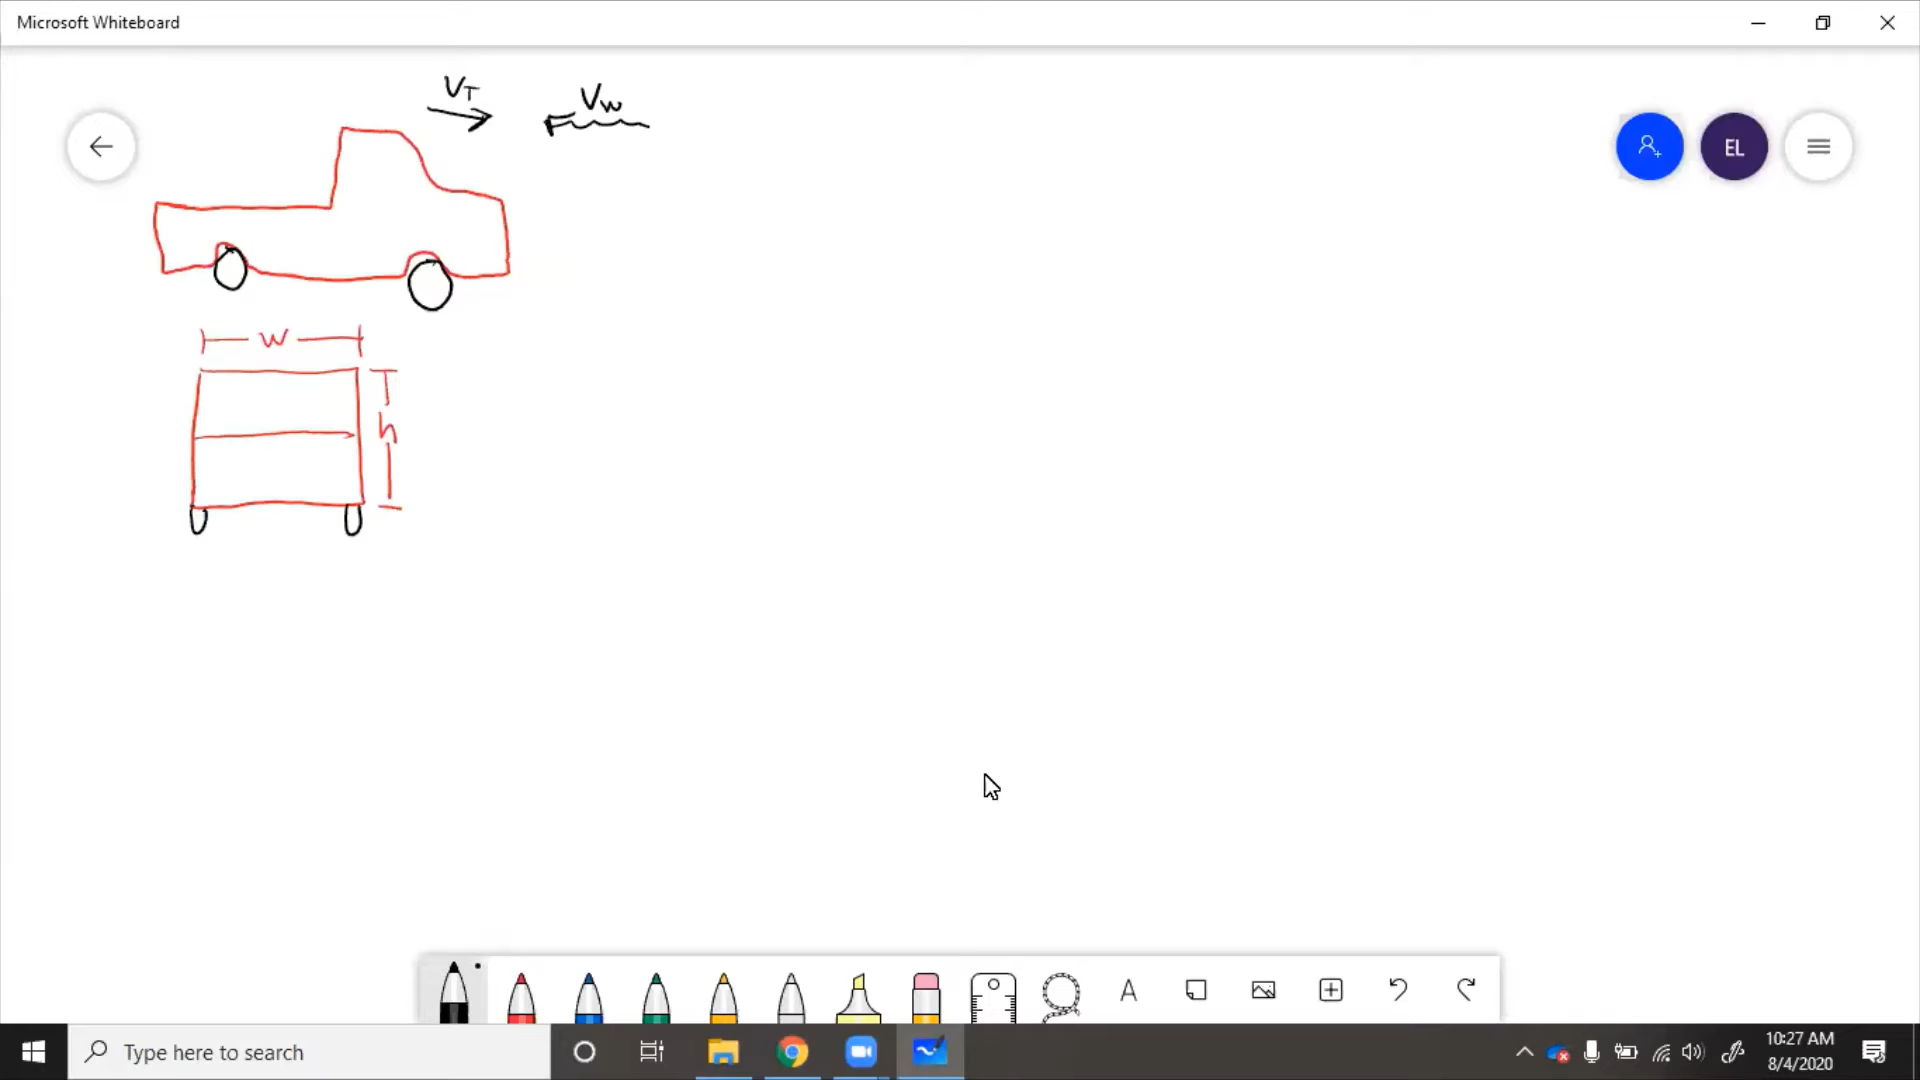 Microsoft Whiteboard
VT
VW
EL
W
h
A
Type here to search
10:27 AM
8/4/2020